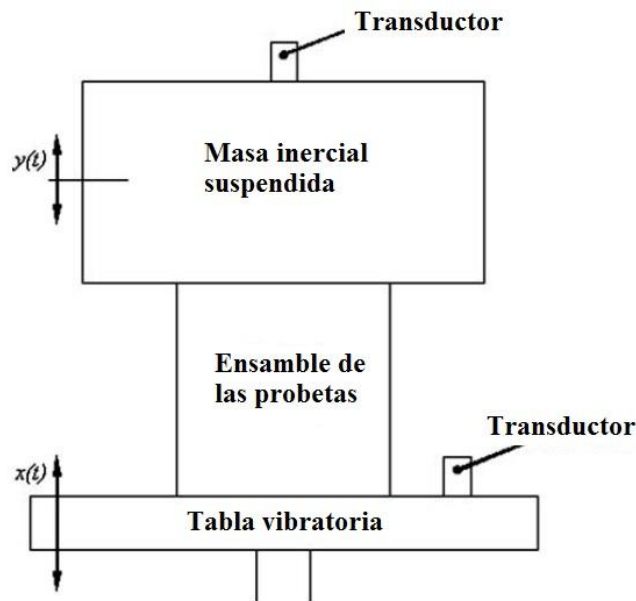 Transductor
Masa inercial
suspendida
y(t)
Ensamble de
las probetas
Transductor
x(t)
Tabla vibratoria